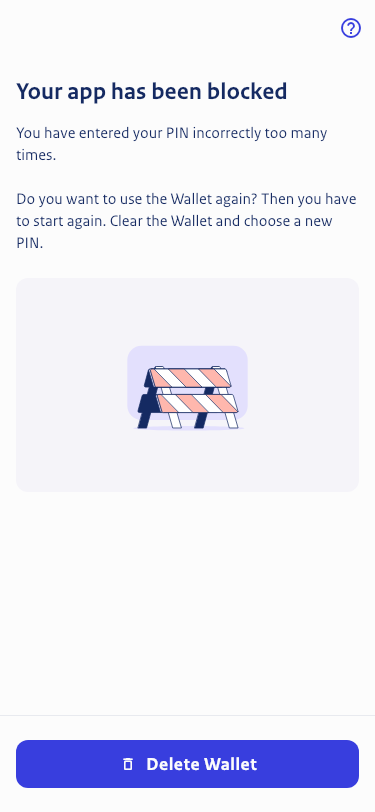 Your app has been blocked
You have entered your PIN incorrectly too many
times.
Do you want to use the Wallet again? Then you have
to start again. Clear the Wallet and choose a new
PIN.
Delete Wallet